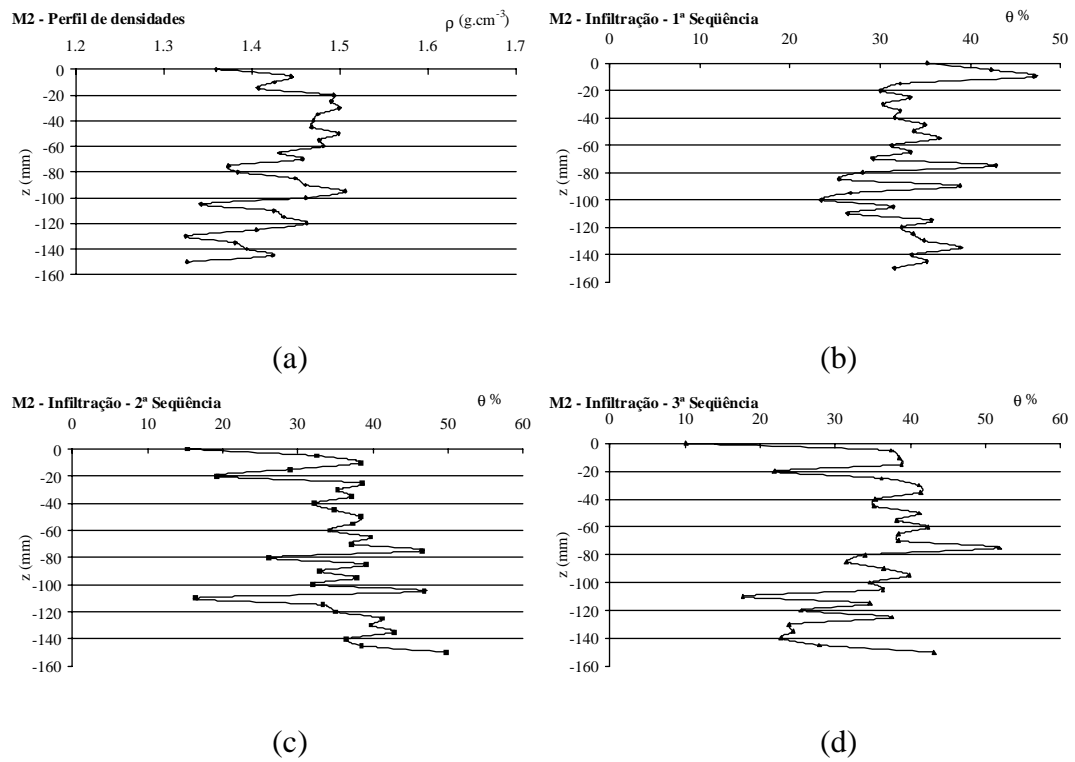 M2 - Perfil de densidades
ρ (g.cm⁻³)
1.2 1.3 1.4 1.5 1.6 1.7
0
-20
-40
-60
-80
-100
-120
-140
-160
z (mm)
(a)
M2 - Infiltração - 1ª Seqüência
θ %
0 10 20 30 40 50
0
-20
-40
-60
-80
-100
-120
-140
-160
z (mm)
(b)
M2 - Infiltração - 2ª Seqüência
θ %
0 10 20 30 40 50 60
0
-20
-40
-60
-80
-100
-120
-140
-160
z (mm)
(c)
M2 - Infiltração - 3ª Seqüência
θ %
0 10 20 30 40 50 60
0
-20
-40
-60
-80
-100
-120
-140
-160
z (mm)
(d)